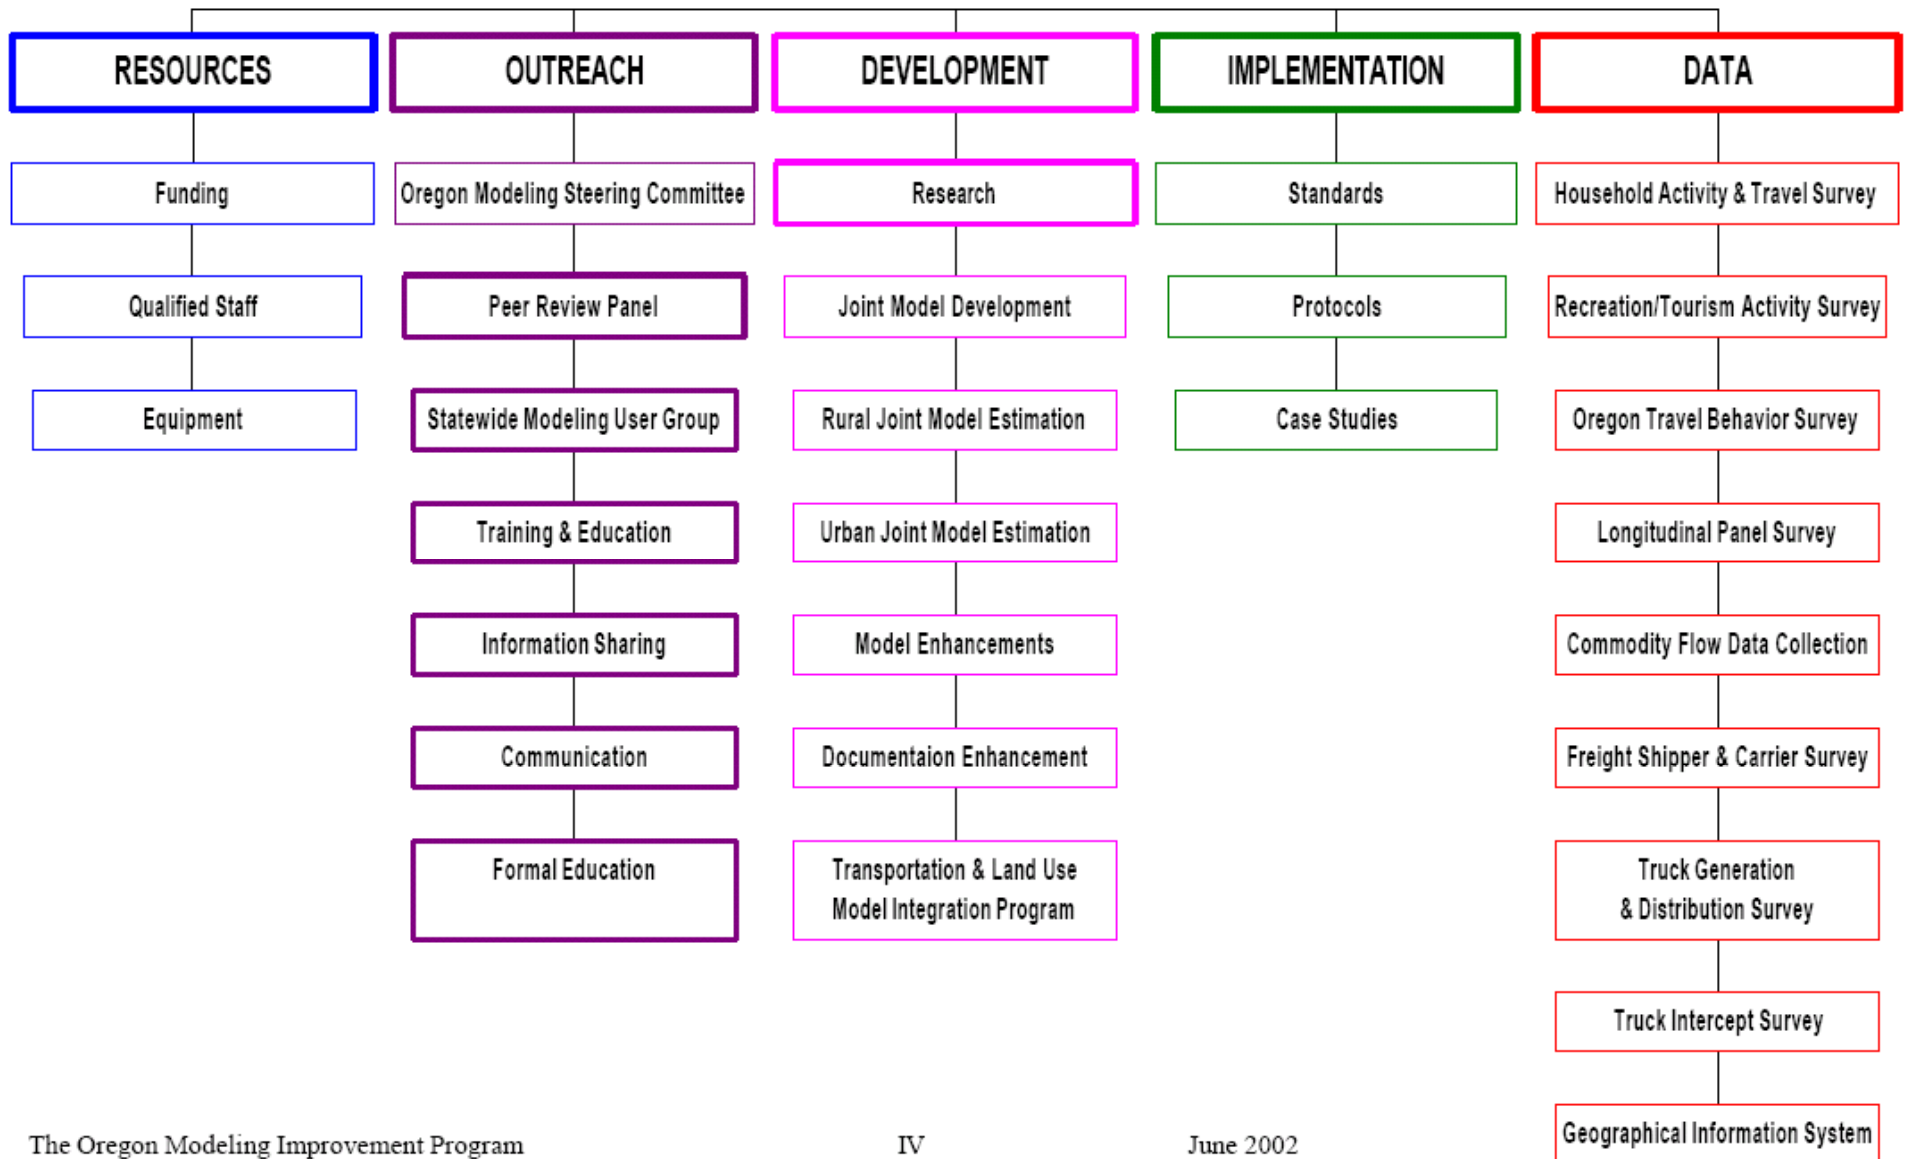 RESOURCES
Funding
Qualified Staff
Equipment
OUTREACH
Oregon Modeling Steering Committee
Peer Review Panel
Statewide Modeling User Group
Training & Education
Information Sharing
Communication
Formal Education
DEVELOPMENT
Research
Joint Model Development
Rural Joint Model Estimation
Urban Joint Model Estimation
Model Enhancements
Documentaion Enhancement
Transportation & Land Use
Model Integration Program
IMPLEMENTATION
Standards
Protocols
Case Studies
DATA
Household Activity & Travel Survey
Recreation/Tourism Activity Survey
Oregon Travel Behavior Survey
Longitudinal Panel Survey
Commodity Flow Data Collection
Freight Shipper & Carrier Survey
Truck Generation
& Distribution Survey
Truck Intercept Survey
Geographical Information System
The Oregon Modeling Improvement Program
IV
June 2002